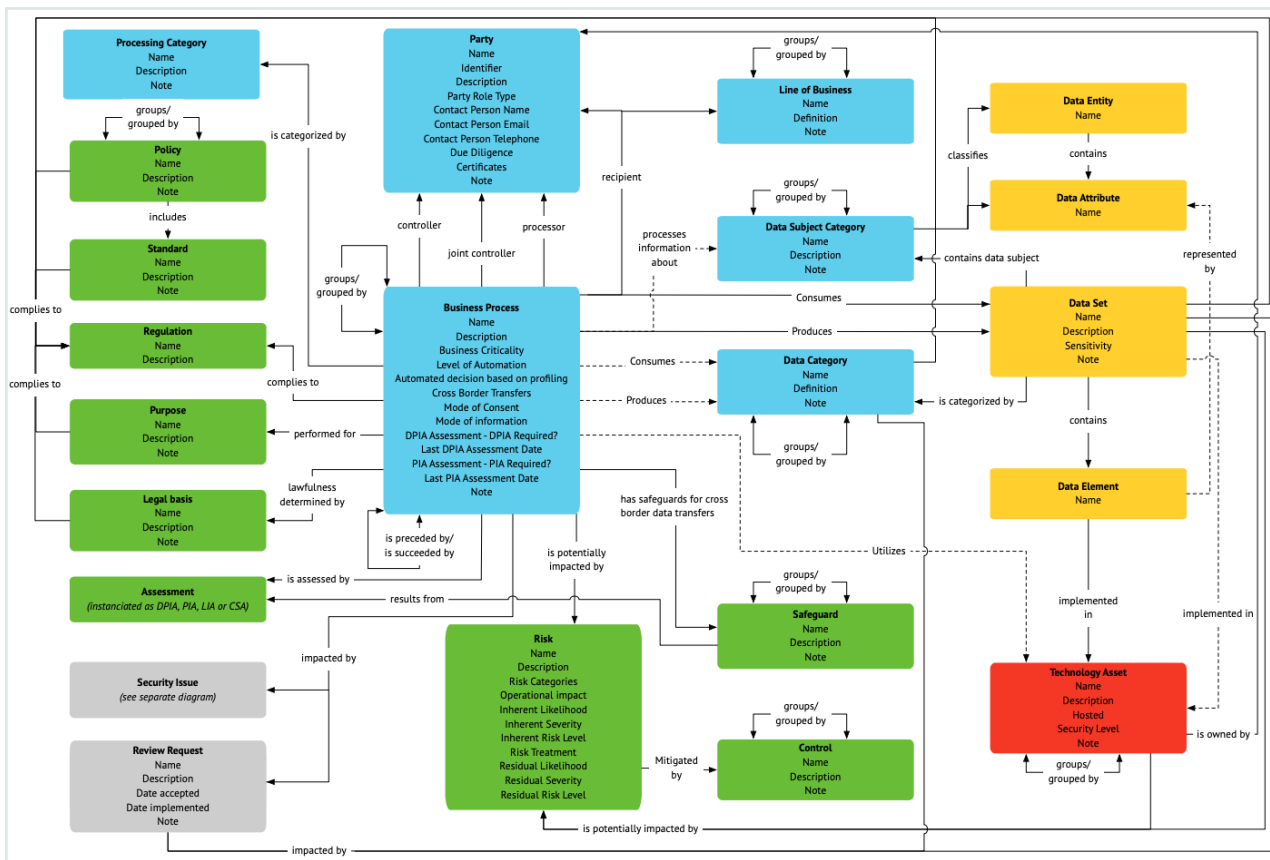 Processing Category
Name
Description
Note
groups/
grouped by
Policy
Name
Description
Note
includes
Standard
Name
Description
Note
complies to
Regulation
Name
Description
complies to
Purpose
Name
Description
Note
Legal basis
Name
Description
Note
Assessment
(instanciated as DPIA, PIA, LIA or CSA)
Security Issue
(see separate diagram)
Review Request
Name
Description
Date accepted
Date implemented
Note
is categorized by
complies to
performed for
lawfulness
determined by
is assessed by
results from
impacted by
impacted by
Party
Name
Identifier
Description
Party Role Type
Contact Person Name
Contact Person Email
Contact Person Telephone
Due Diligence
Certificates
Note
controller
joint controller
processor
recipient
groups/
grouped by
Business Process
Name
Description
Business Criticality
Level of Automation
Automated decision based on profiling
Cross Border Transfers
Mode of Consent
Mode of information
DPIA Assessment - DPIA Required?
Last DPIA Assessment Date
PIA Assessment - PIA Required?
Last PIA Assessment Date
Note
is preceded by/
is succeeded by
is potentially
impacted by
Risk
Name
Description
Risk Categories
Operational impact
Inherent Likelihood
Inherent Severity
Inherent Risk Level
Risk Treatment
Residual Likelihood
Residual Severity
Residual Risk Level
Mitigated
by
is potentially impacted by
processes
information
about
Consumes
Produces
Consumes
Produces
has safeguards for cross
border data transfers
Utilizes
groups/
grouped by
Line of Business
Name
Definition
Note
groups/
grouped by
Data Subject Category
Name
Description
Note
Data Category
Name
Definition
Note
groups/
grouped by
groups/
grouped by
Safeguard
Name
Description
Note
groups/
grouped by
Control
Name
Description
Note
classifies
contains data subject
is categorized by
Data Entity
Name
contains
Data Attribute
Name
represented
by
Data Set
Name
Description
Sensitivity
Note
contains
Data Element
Name
implemented
in
implemented in
Technology Asset
Name
Description
Hosted
Security Level
Note
groups/
grouped by
is owned by